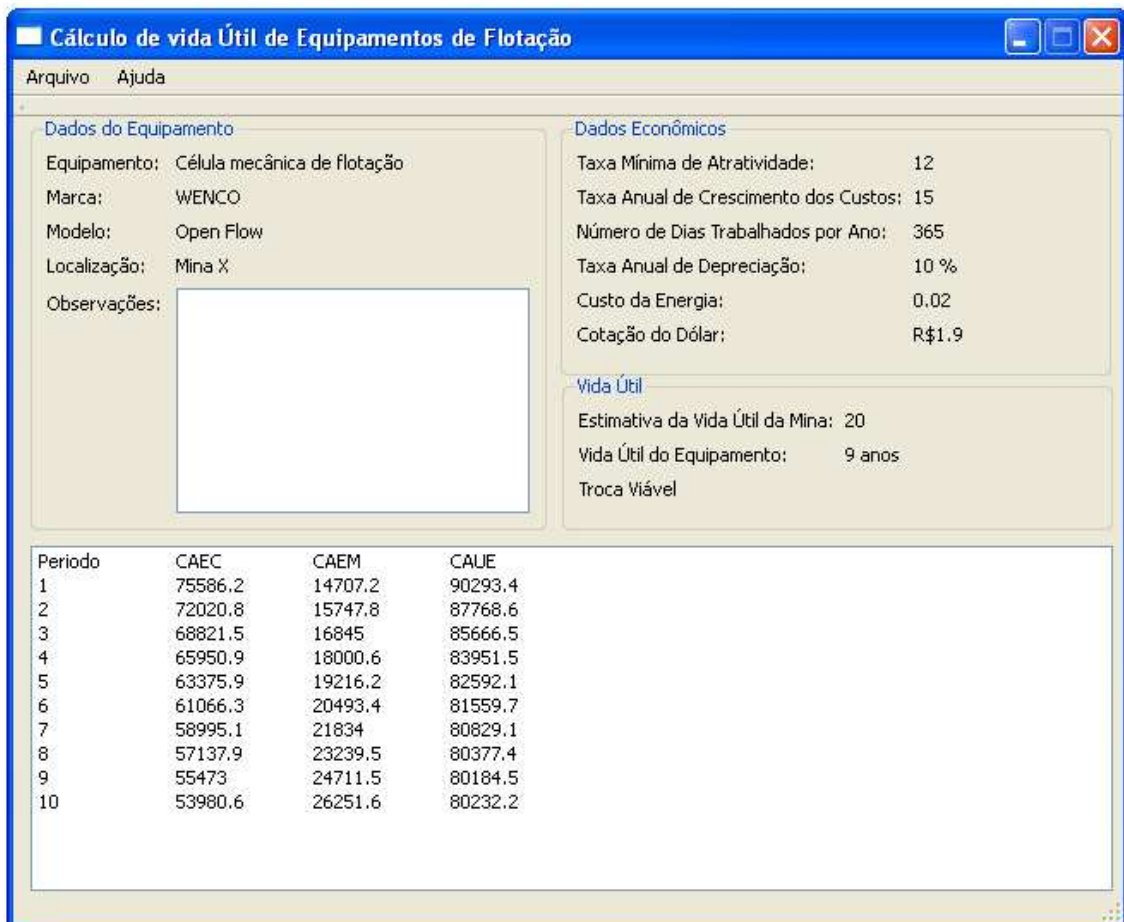 Cálculo de vida Útil de Equipamentos de Flotação
Arquivo Ajuda
Dados do Equipamento
Equipamento: Célula mecânica de flotação
Marca: WENCO
Modelo: Open Flow
Localização: Mina X
Observações:
Dados Econômicos
Taxa Mínima de Atratividade: 12
Taxa Anual de Crescimento dos Custos: 15
Número de Dias Trabalhados por Ano: 365
Taxa Anual de Depreciação: 10 %
Custo da Energia: 0.02
Cotação do Dólar: R$1.9
Vida Útil
Estimativa da Vida Útil da Mina: 20
Vida Útil do Equipamento: 9 anos
Troca Viável
Periodo CAEC CAEM CAUE
1 75586.2 14707.2 90293.4
2 72020.8 15747.8 87768.6
3 68821.5 16845 85666.5
4 65950.9 18000.6 83951.5
5 63375.9 19216.2 82592.1
6 61066.3 20493.4 81559.7
7 58995.1 21834 80829.1
8 57137.9 23239.5 80377.4
9 55473 24711.5 80184.5
10 53980.6 26251.6 80232.2